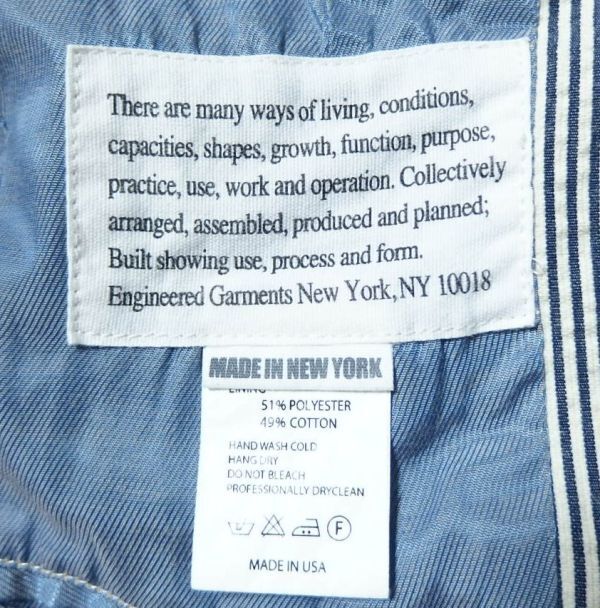 There are many ways of living, conditions,
capacities, shapes, growth, function, purpose,
practice, use, work and operation. Collectively
arranged, assembled, produced and planned;
Built showing use, process and form.
Engineered Garments New York, NY 10018
MADE IN NEW YORK
LINING
51% POLYESTER
49% COTTON
HAND WASH COLD
HANG DRY
DO NOT BLEACH
PROFESSIONALLY DRYCLEAN
F
MADE IN USA